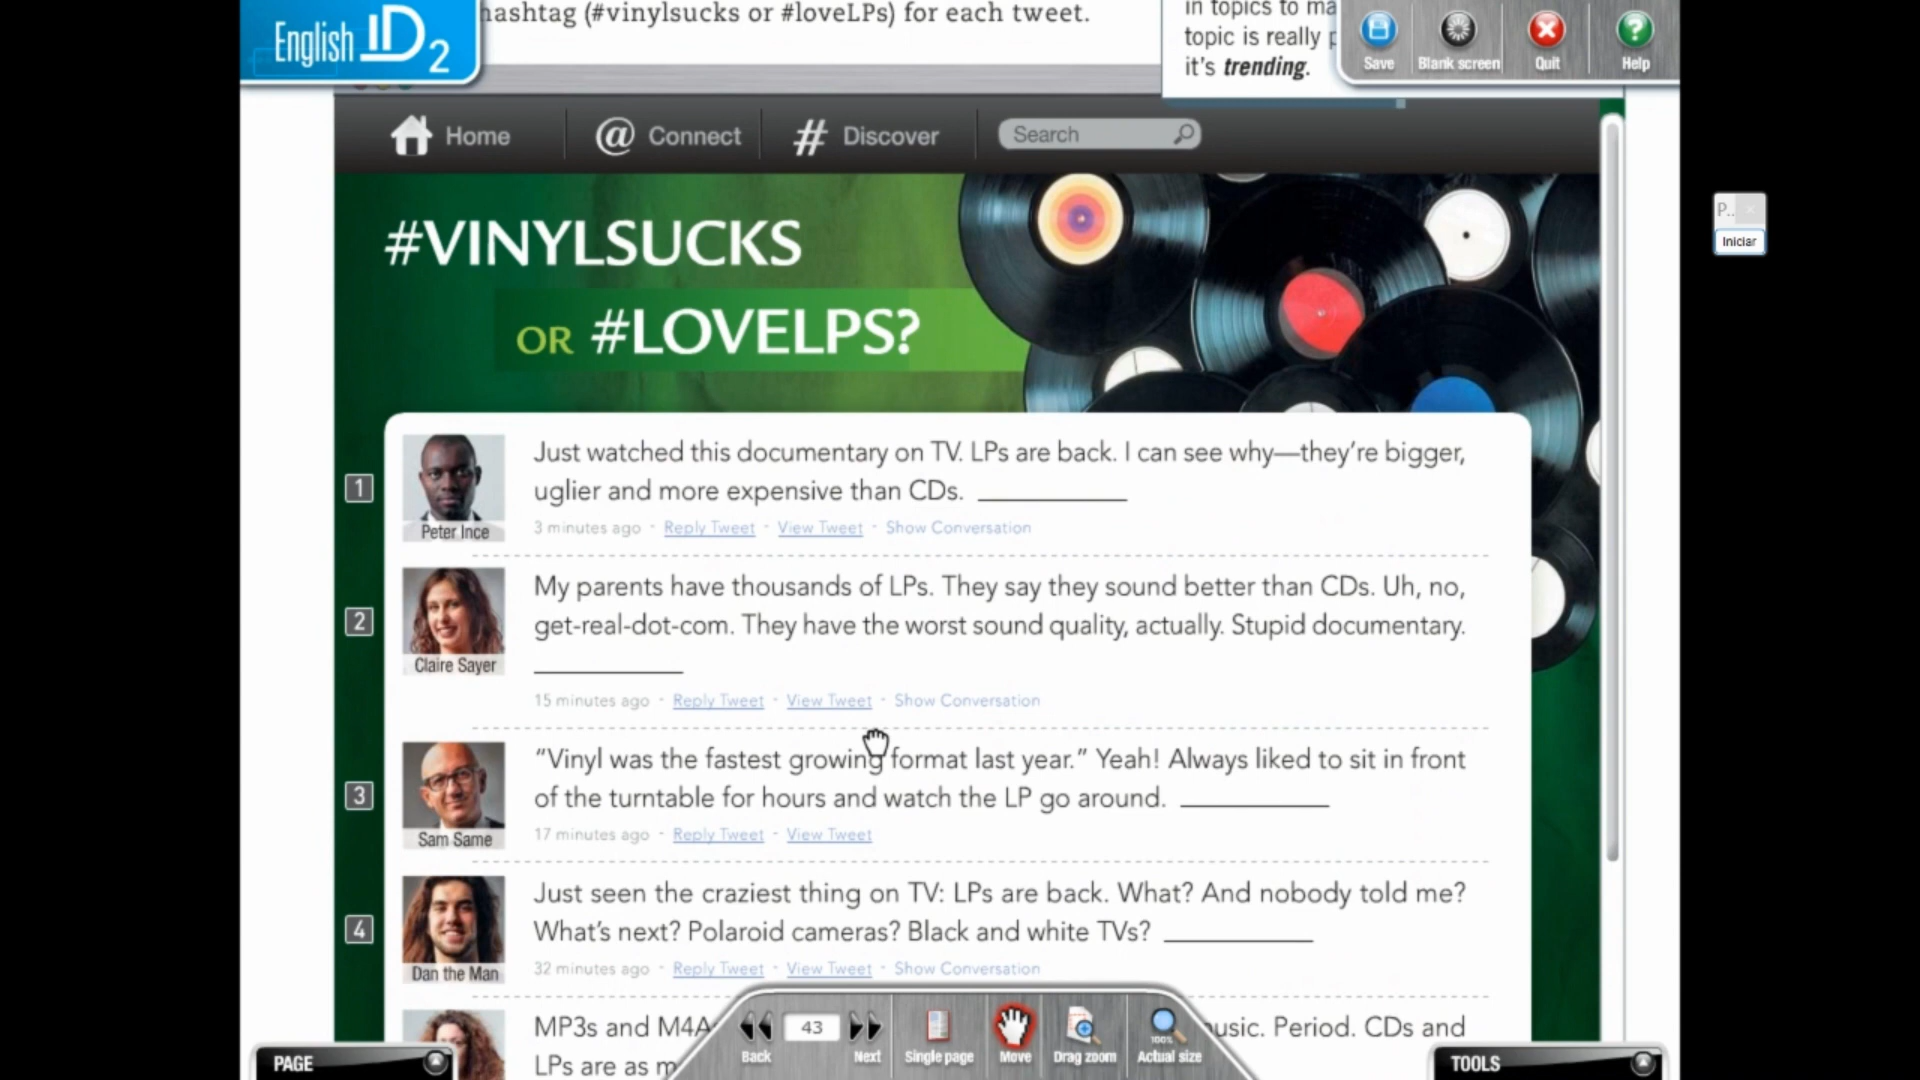 English ID 2
hashtag (#vinylsucks or #loveLPs) for each tweet.
in topics to ma
topic is really p
it's trending.
Save
Blank screen
Quit
Help
Home
@ Connect
# Discover
Search
P.. ×
Iniciar
#VINYLSUCKS
OR #LOVELPS?
1
Peter Ince
Just watched this documentary on TV. LPs are back. I can see why—they're bigger,
uglier and more expensive than CDs. __________
3 minutes ago · Reply Tweet · View Tweet · Show Conversation
2
Claire Sayer
My parents have thousands of LPs. They say they sound better than CDs. Uh, no,
get-real-dot-com. They have the worst sound quality, actually. Stupid documentary.
__________
15 minutes ago · Reply Tweet · View Tweet · Show Conversation
3
Sam Same
“Vinyl was the fastest growing format last year.” Yeah! Always liked to sit in front
of the turntable for hours and watch the LP go around. __________
17 minutes ago · Reply Tweet · View Tweet
4
Dan the Man
Just seen the craziest thing on TV: LPs are back. What? And nobody told me?
What's next? Polaroid cameras? Black and white TVs? __________
32 minutes ago · Reply Tweet · View Tweet · Show Conversation
MP3s and M4A
usic. Period. CDs and
LPs are as m
43
Back
Next
Single page
Move
Drag zoom
100%
Actual size
PAGE
TOOLS